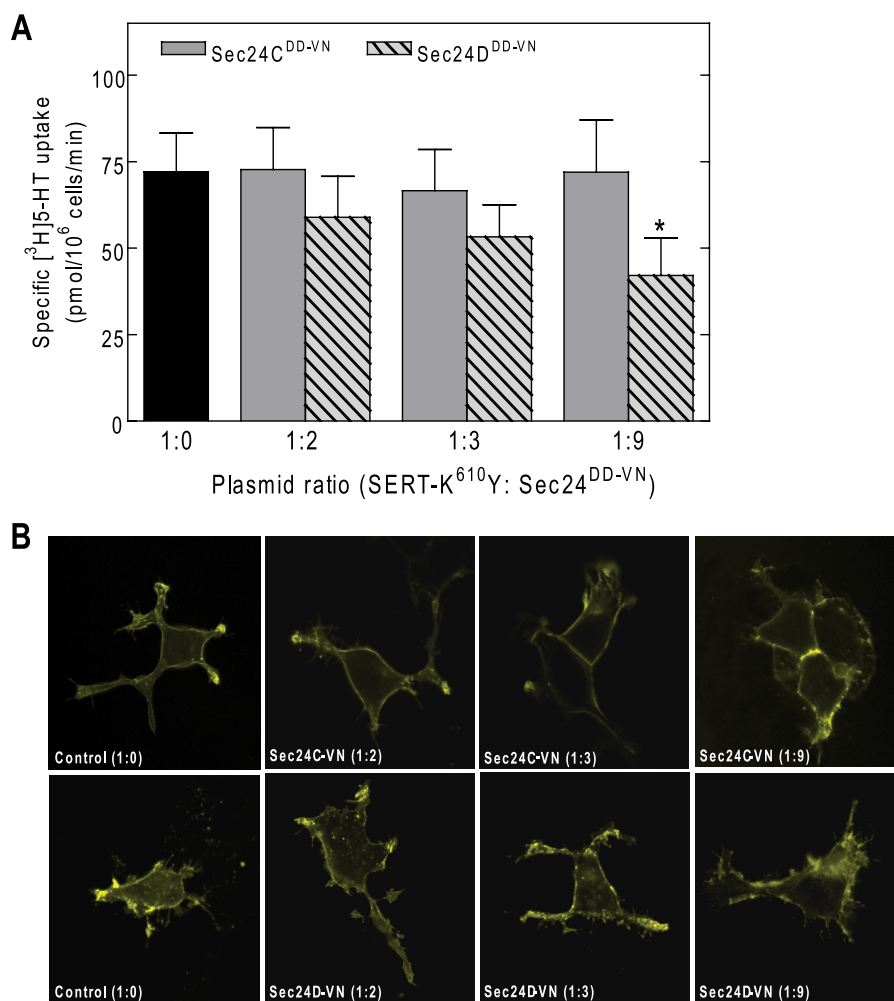 A
Sec24C^DD-VN Sec24D^DD-VN
Specific [³H]5-HT uptake
(pmol/10⁶ cells/min)
100
75
50
25
0
*
1:0 1:2 1:3 1:9
Plasmid ratio (SERT-K⁶¹⁰Y: Sec24^DD-VN)
B
Control (1:0) Sec24C-VN (1:2) Sec24C-VN (1:3) Sec24C-VN (1:9)
Control (1:0) Sec24D-VN (1:2) Sec24D-VN (1:3) Sec24D-VN (1:9)